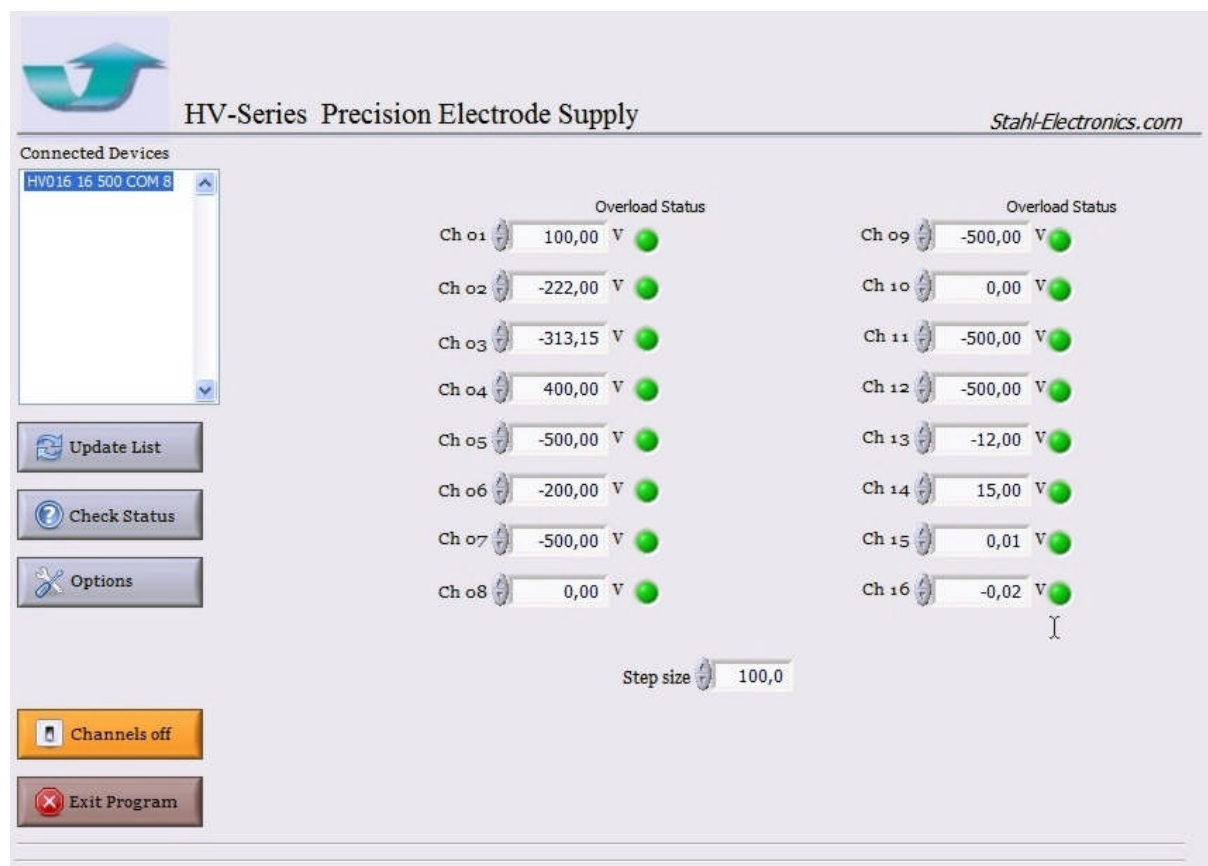 HV-Series Precision Electrode Supply
Stahl-Electronics.com
Connected Devices
HV016 16 500 COM 8
Overload Status
Overload Status
Ch 01 100,00 V
Ch 09 -500,00 V
Ch 02 -222,00 V
Ch 10 0,00 V
Ch 03 -313,15 V
Ch 11 -500,00 V
Ch 04 400,00 V
Ch 12 -500,00 V
Update List
Ch 05 -500,00 V
Ch 13 -12,00 V
Ch 06 -200,00 V
Ch 14 15,00 V
Check Status
Ch 07 -500,00 V
Ch 15 0,01 V
Options
Ch 08 0,00 V
Ch 16 -0,02 V
Step size 100,0
Channels off
Exit Program